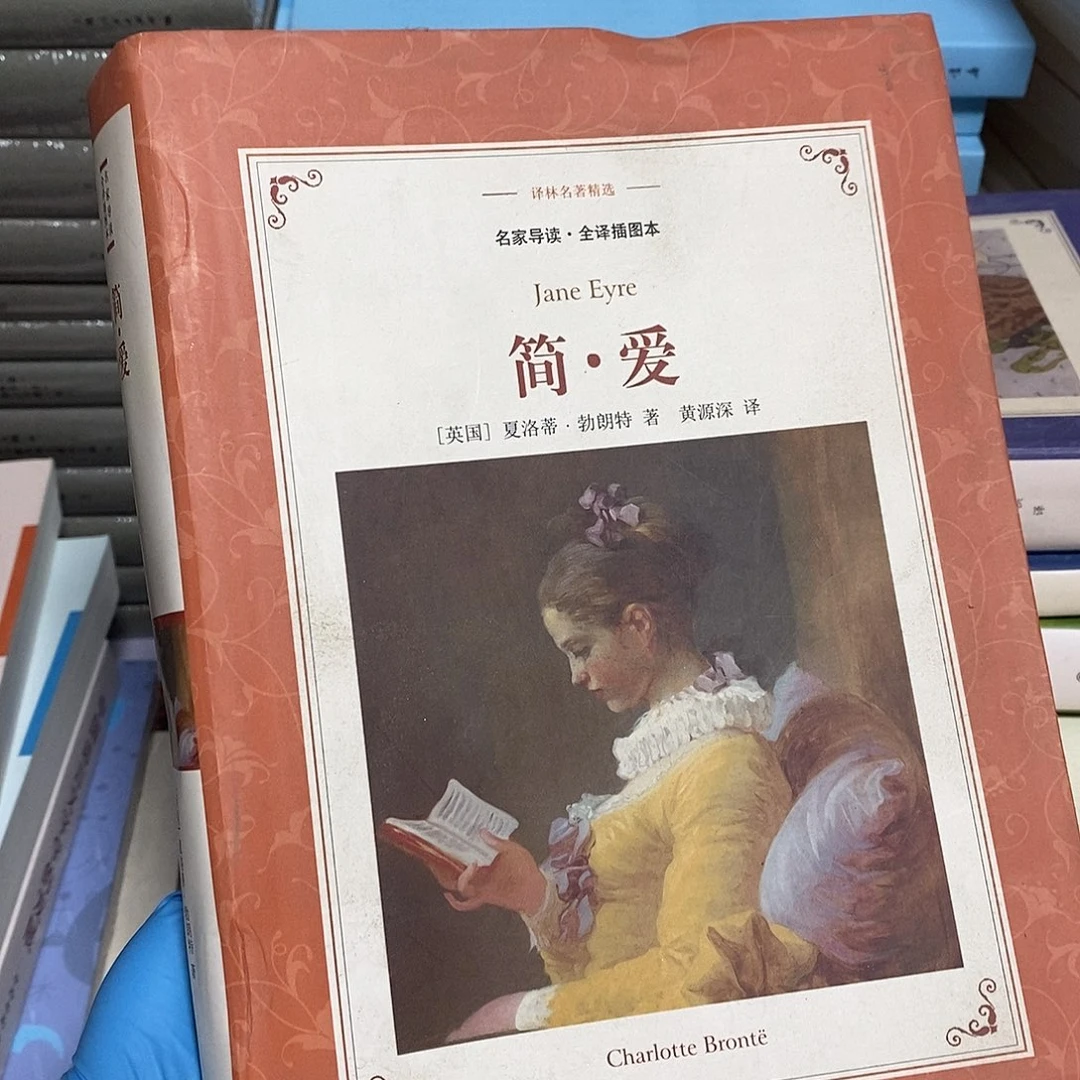 译林名著精选
名家导读·全译插图本
Jane Eyre
简·爱
[英国] 夏洛蒂·勃朗特 著 黄源深 译
Charlotte Brontë
简·爱